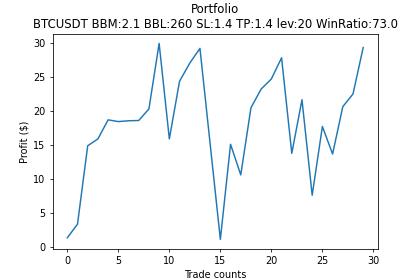 Portfolio
BTCUSDT BBM:2.1 BBL:260 SL:1.4 TP:1.4 lev:20 WinRatio:73.0
30
25
20
15
10
5
0
Profit ($)
0 5 10 15 20 25 30
Trade counts